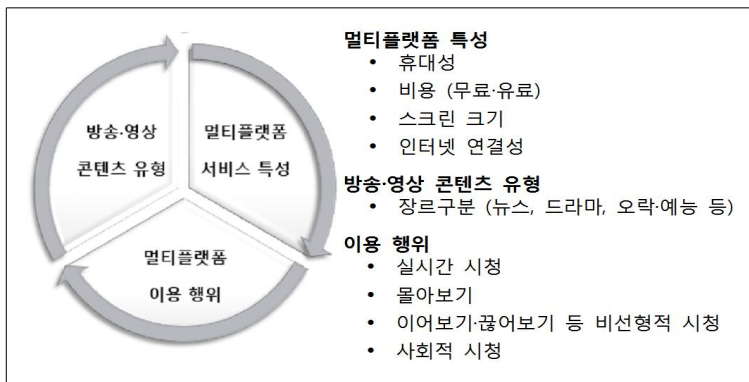 방송·영상
콘텐츠 유형
멀티플랫폼
서비스 특성
멀티플랫폼
이용 행위
멀티플랫폼 특성
• 휴대성
• 비용 (무료·유료)
• 스크린 크기
• 인터넷 연결성
방송·영상 콘텐츠 유형
• 장르구분 (뉴스, 드라마, 오락·예능 등)
이용 행위
• 실시간 시청
• 몰아보기
• 이어보기·끊어보기 등 비선형적 시청
• 사회적 시청